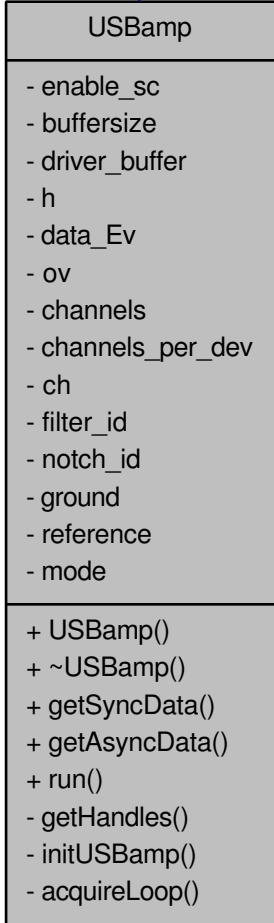 USBamp
- enable_sc
- buffersize
- driver_buffer
- h
- data_Ev
- ov
- channels
- channels_per_dev
- ch
- filter_id
- notch_id
- ground
- reference
- mode
+ USBamp()
+ ~USBamp()
+ getSyncData()
+ getAsyncData()
+ run()
- getHandles()
- initUSBamp()
- acquireLoop()